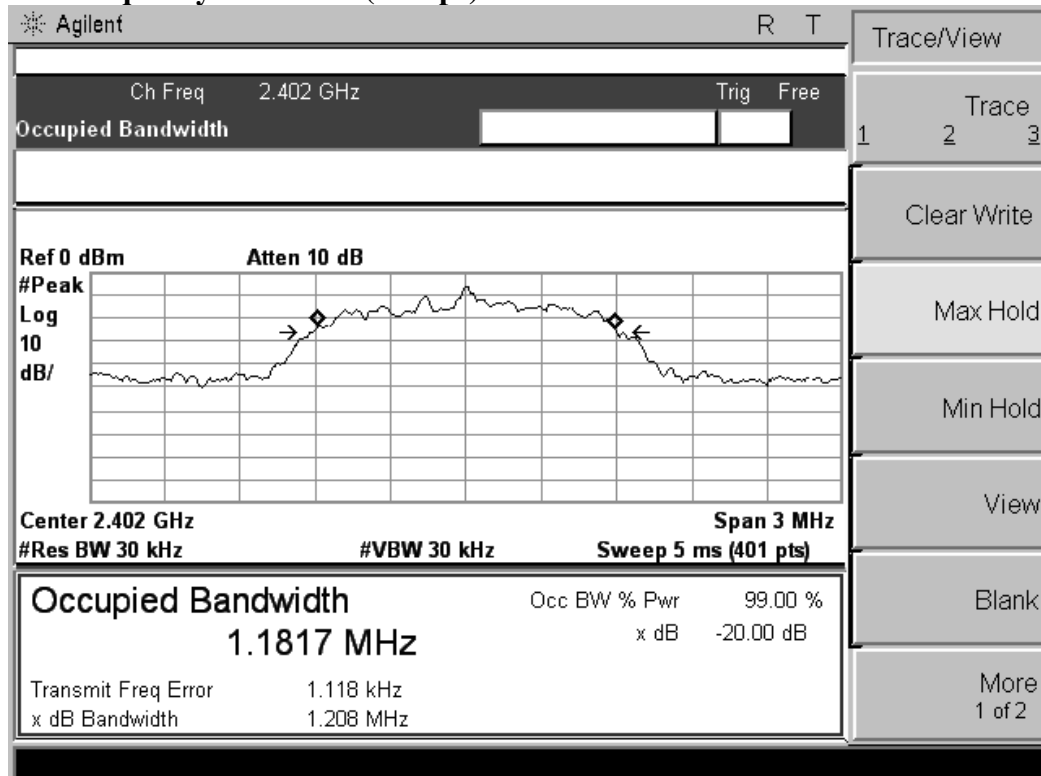 Agilent R T
Ch Freq 2.402 GHz Trig Free
Occupied Bandwidth
Ref 0 dBm Atten 10 dB
#Peak
Log
10
dB/
Center 2.402 GHz Span 3 MHz
#Res BW 30 kHz #VBW 30 kHz Sweep 5 ms (401 pts)
Occupied Bandwidth
1.1817 MHz
Occ BW % Pwr 99.00 %
x dB -20.00 dB
Transmit Freq Error 1.118 kHz
x dB Bandwidth 1.208 MHz
Trace/View
Trace
1 2 3
Clear Write
Max Hold
Min Hold
View
Blank
More
1 of 2